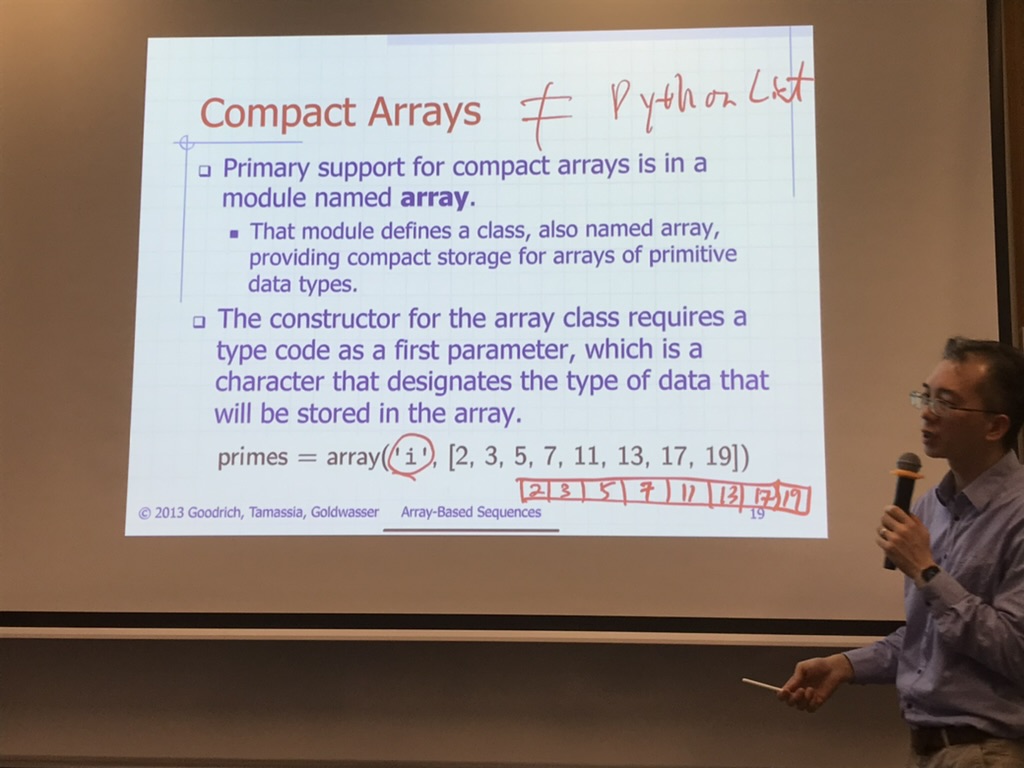 Compact Arrays ≠ Python List
❑ Primary support for compact arrays is in a
module named array.
■ That module defines a class, also named array,
providing compact storage for arrays of primitive
data types.
❑ The constructor for the array class requires a
type code as a first parameter, which is a
character that designates the type of data that
will be stored in the array.
primes = array('i', [2, 3, 5, 7, 11, 13, 17, 19])
2 3 5 7 11 13 17 19
© 2013 Goodrich, Tamassia, Goldwasser Array-Based Sequences 19